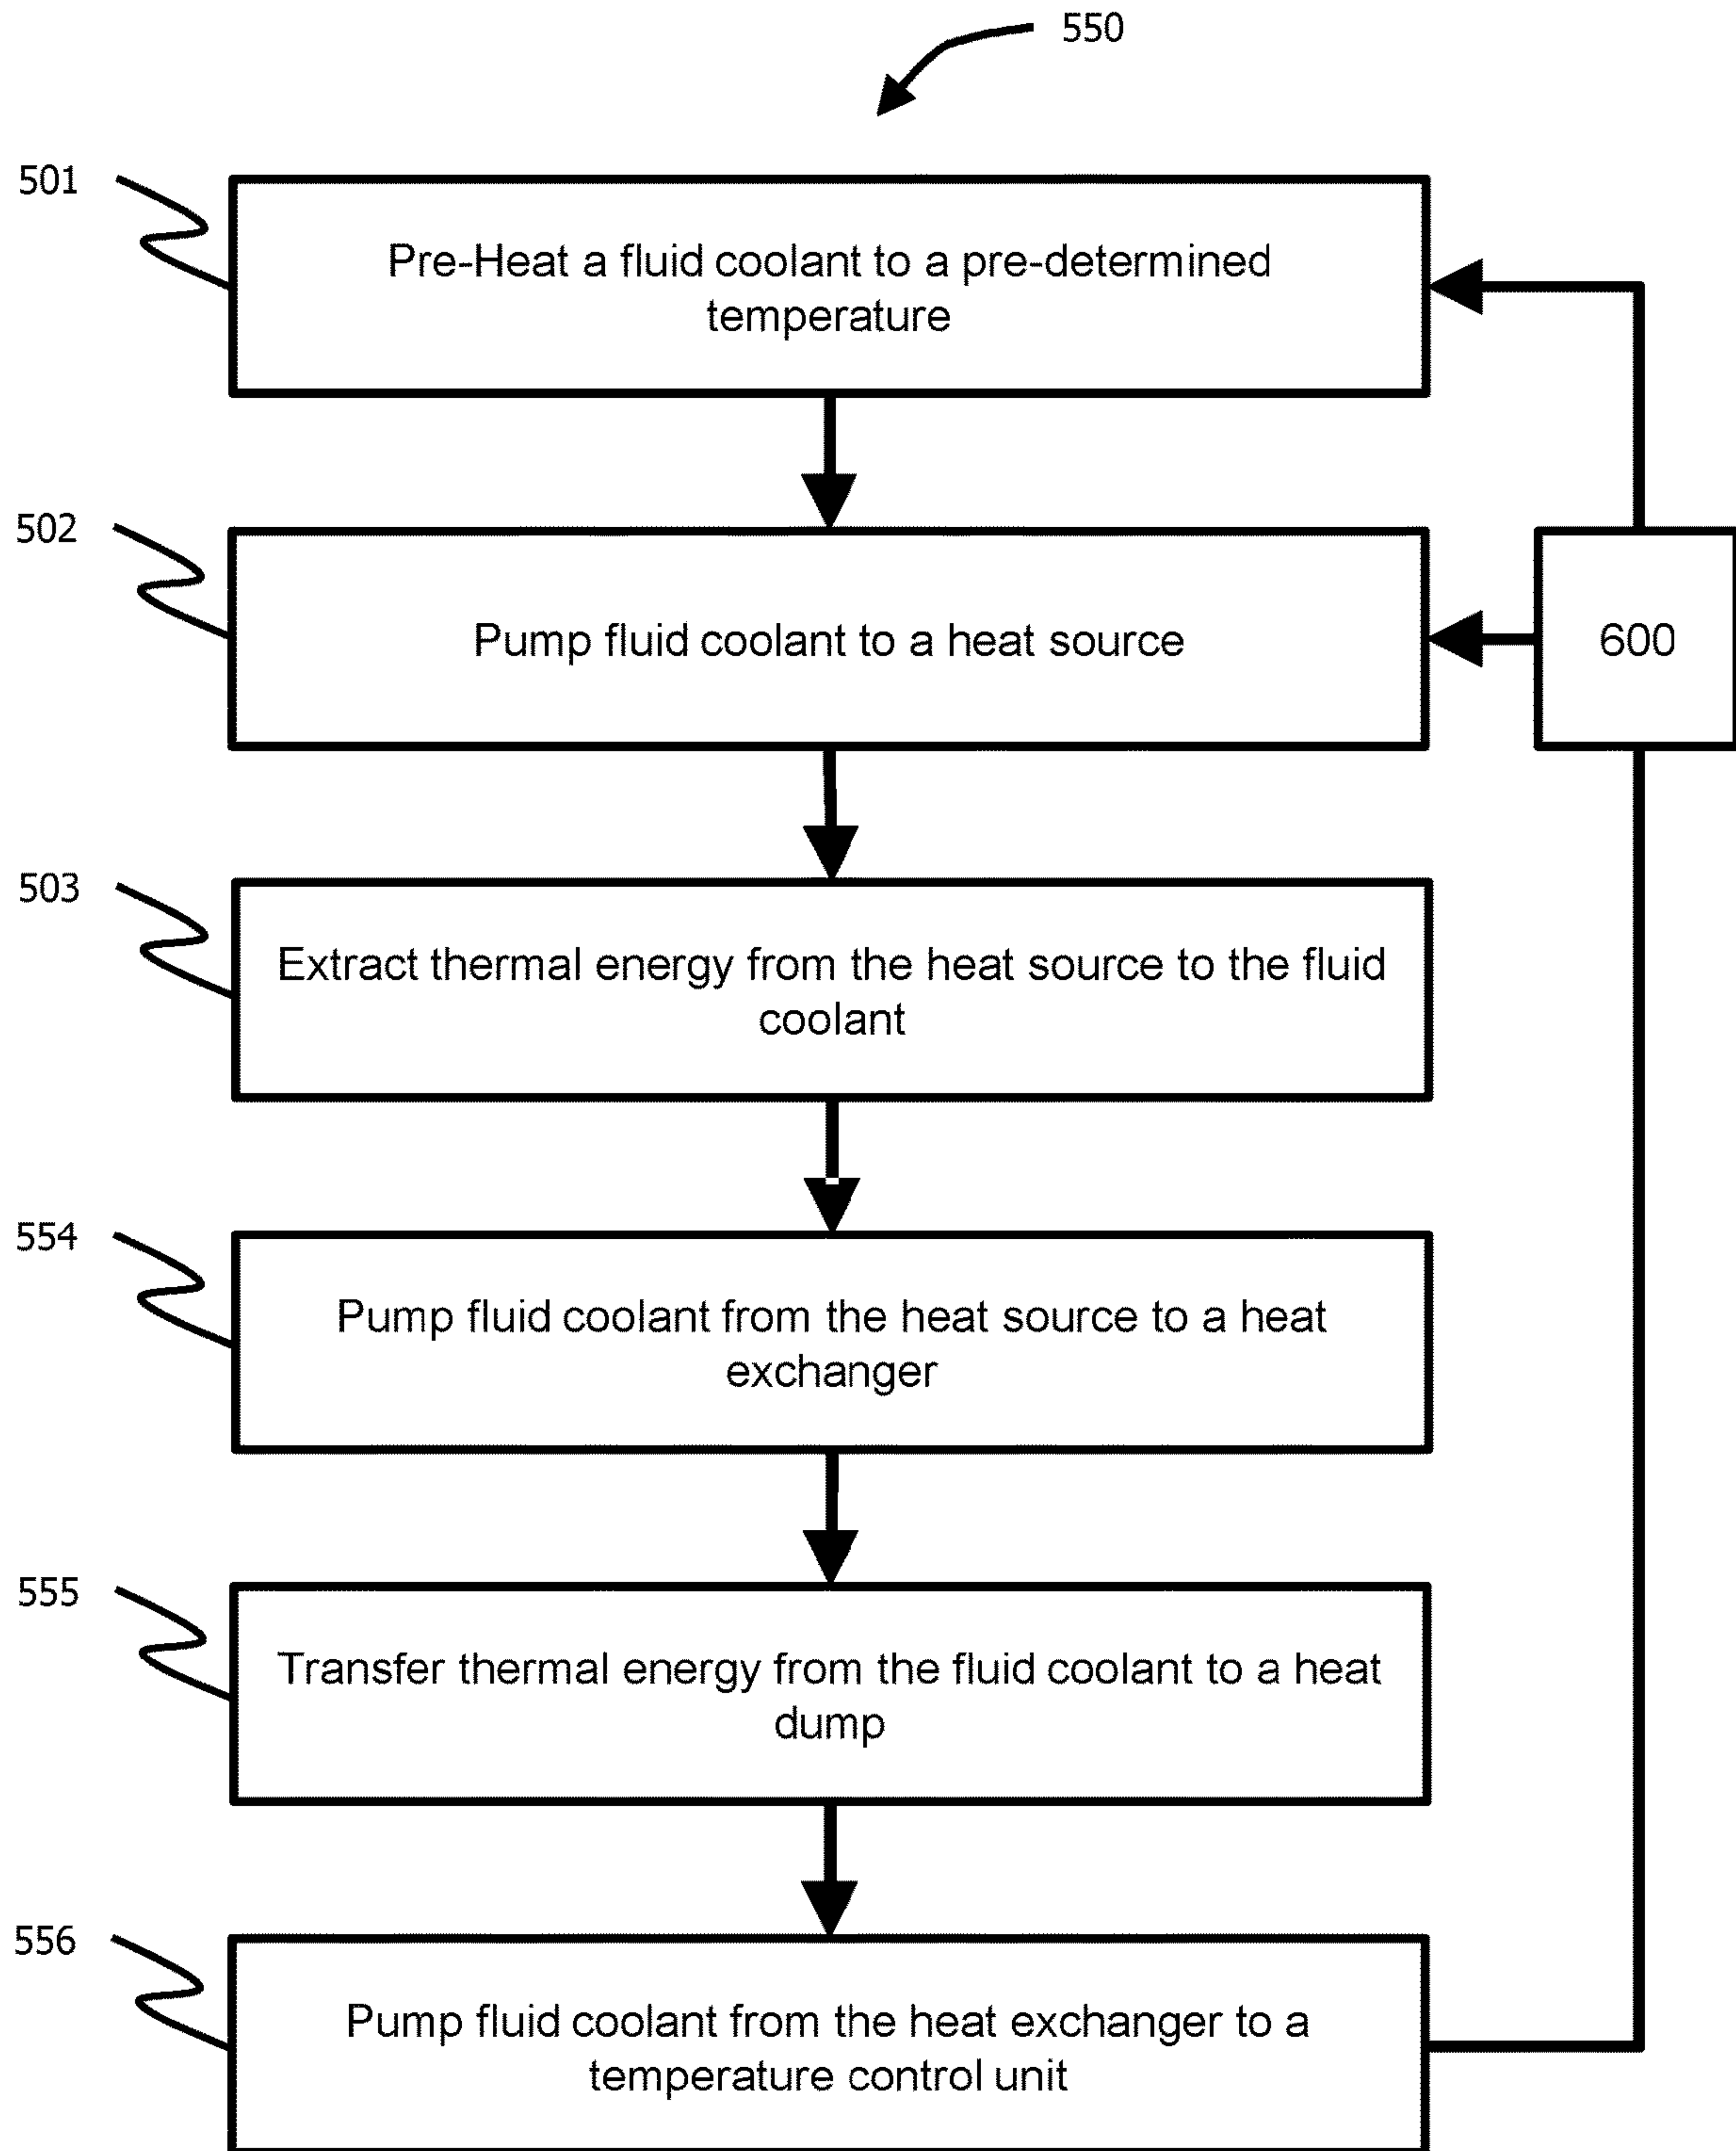 550
501
Pre-Heat a fluid coolant to a pre-determined
temperature
502
Pump fluid coolant to a heat source
600
503
Extract thermal energy from the heat source to the fluid
coolant
554
Pump fluid coolant from the heat source to a heat
exchanger
555
Transfer thermal energy from the fluid coolant to a heat
dump
556
Pump fluid coolant from the heat exchanger to a
temperature control unit